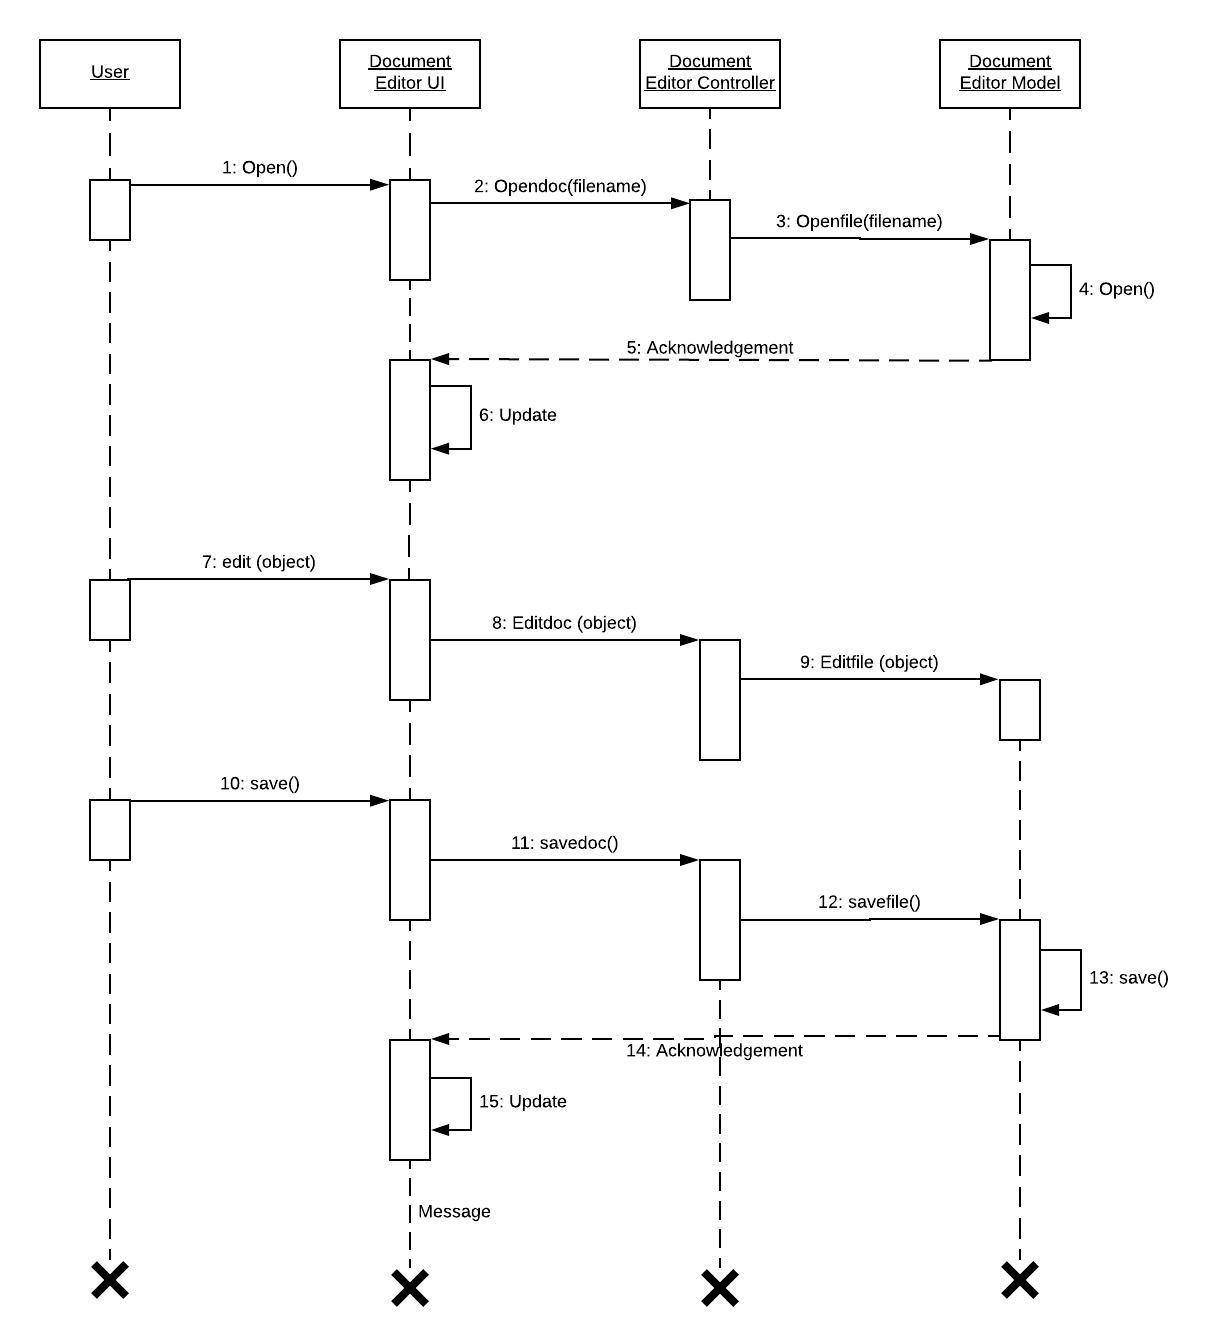 User
Document
Editor UI
Document
Editor Controller
Document
Editor Model
1: Open()
2: Opendoc(filename)
3: Openfile(filename)
4: Open()
5: Acknowledgement
6: Update
7: edit (object)
8: Editdoc (object)
9: Editfile (object)
10: save()
11: savedoc()
12: savefile()
13: save()
14: Acknowledgement
15: Update
Message